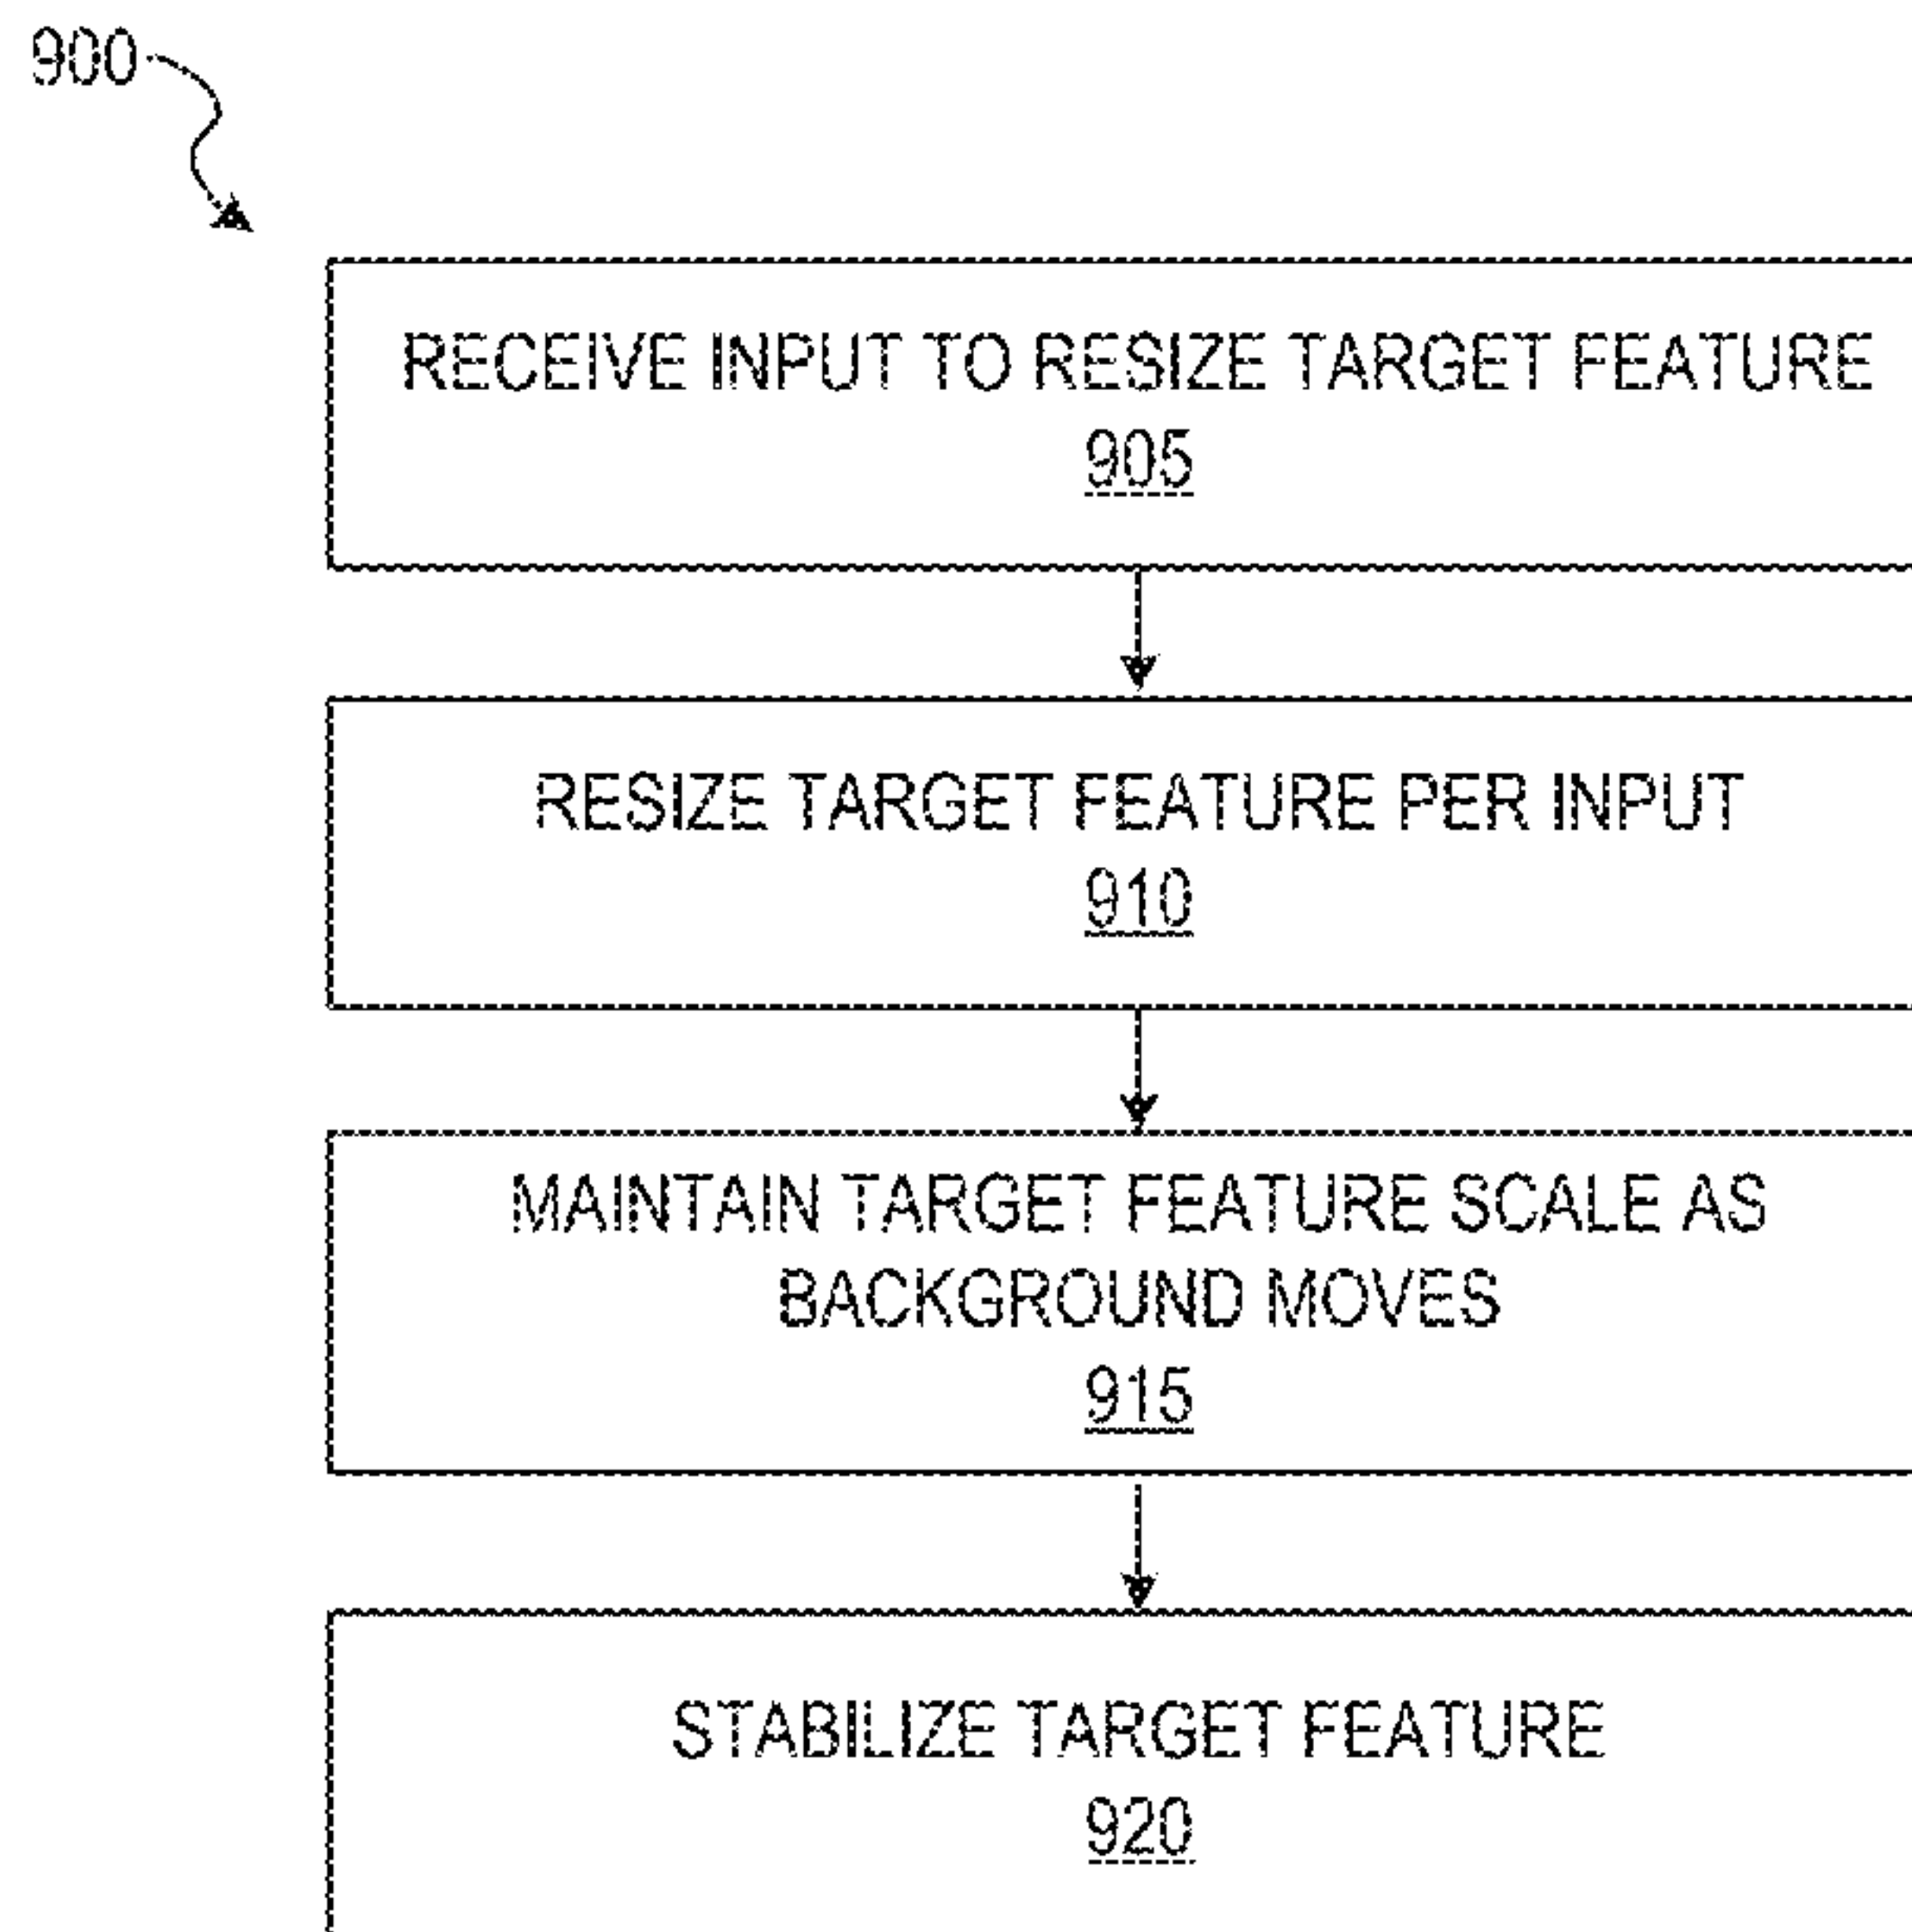 900
RECEIVE INPUT TO RESIZE TARGET FEATURE
905
RESIZE TARGET FEATURE PER INPUT
910
MAINTAIN TARGET FEATURE SCALE AS
BACKGROUND MOVES
915
STABILIZE TARGET FEATURE
920